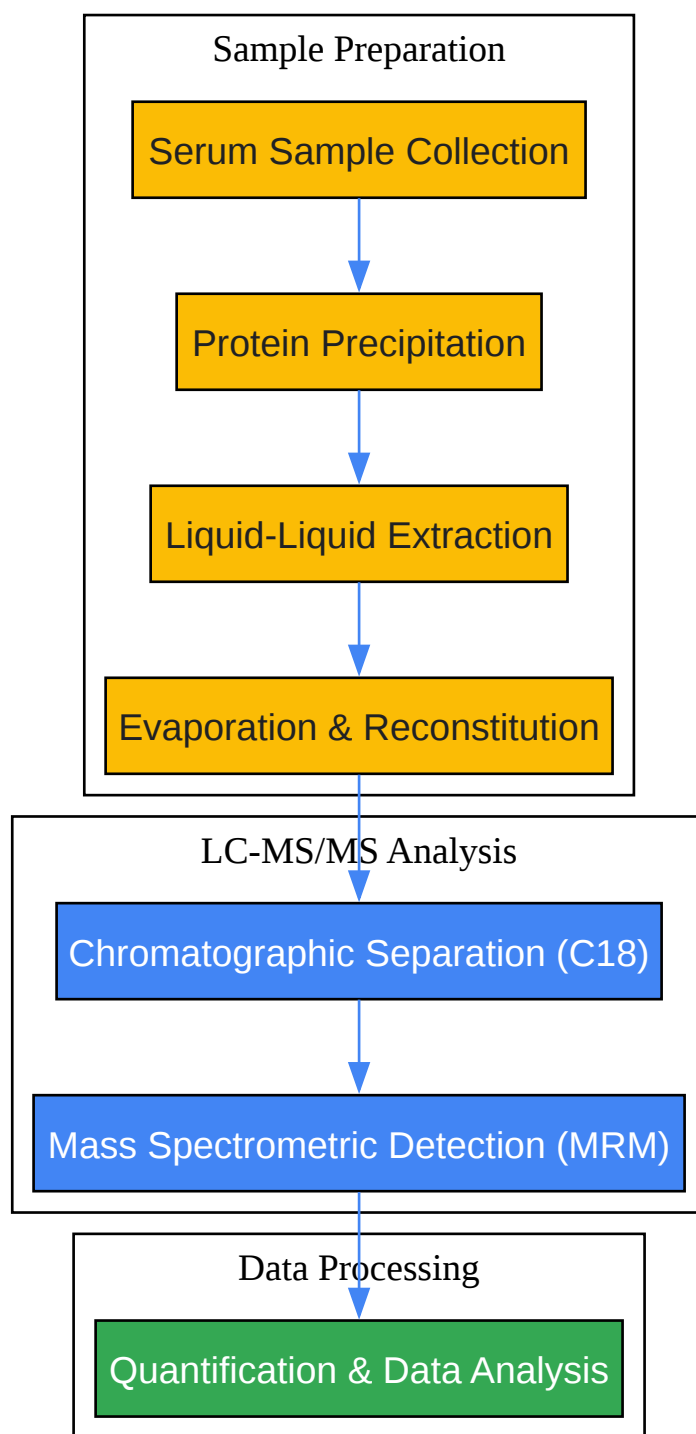 Sample Preparation
Serum Sample Collection
Protein Precipitation
Liquid-Liquid Extraction
Evaporation & Reconstitution
LC-MS/MS Analysis
Chromatographic Separation (C18)
Mass Spectrometric Detection (MRM)
Data Processing
Quantification & Data Analysis